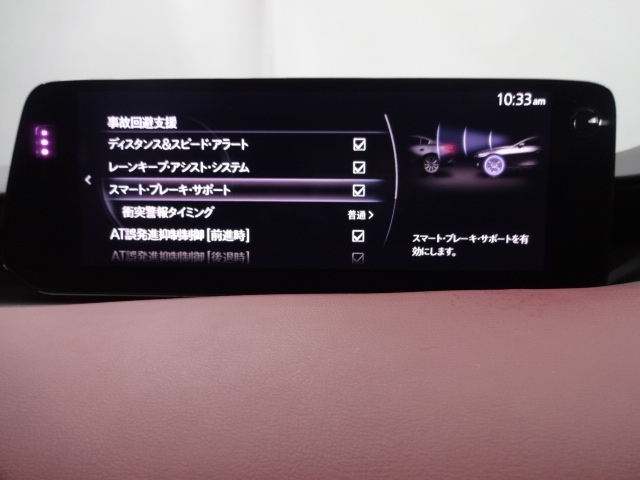 10:33am
事故回避支援
ディスタンス&スピード・アラート
レーンキープ・アシスト・システム
スマート・ブレーキ・サポート
衝突警報タイミング
普通
AT誤発進抑制制御[前進時]
AT誤発進抑制制御[後退時]
スマート・ブレーキ・サポートを有
効にします。